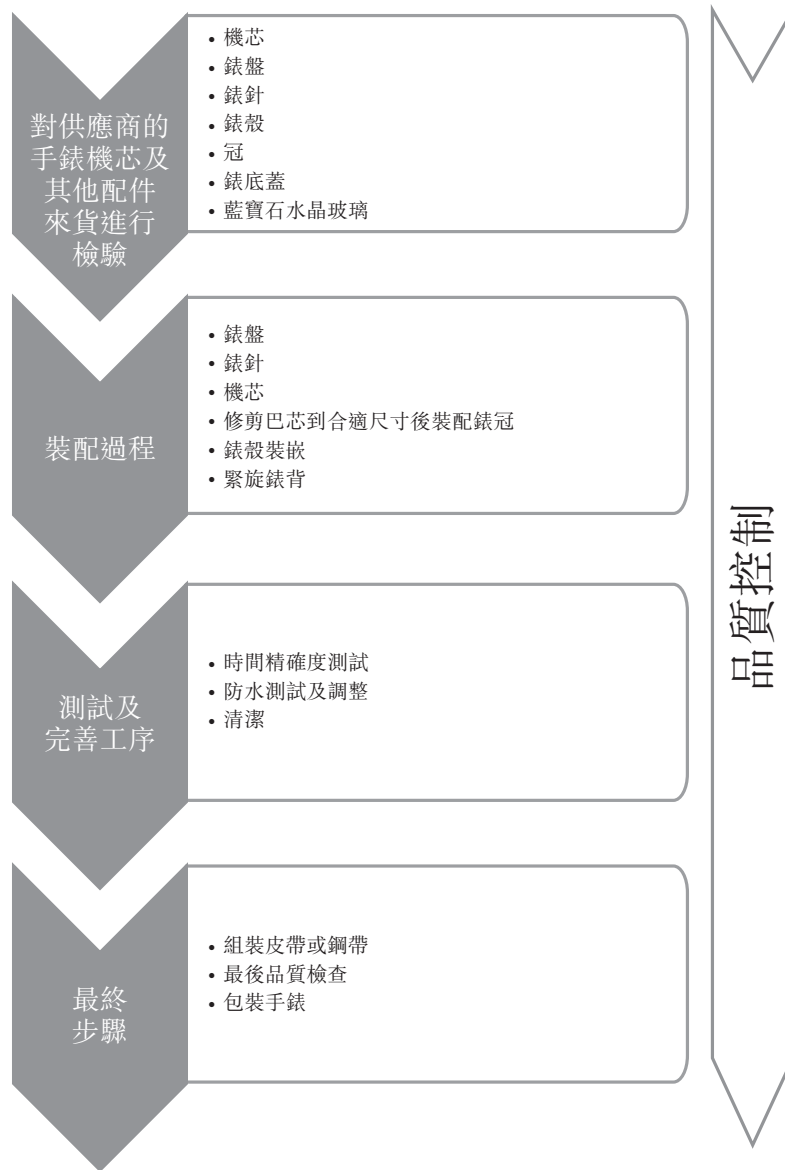 對供應商的
手錶機芯及
其他配件
來貨進行
檢驗
• 機芯
• 錶盤
• 錶針
• 錶殼
• 冠
• 錶底蓋
• 藍寶石水晶玻璃
裝配過程
• 錶盤
• 錶針
• 機芯
• 修剪巴芯到合適尺寸後裝配錶冠
• 錶殼裝嵌
• 緊旋錶背
測試及
完善工序
• 時間精確度測試
• 防水測試及調整
• 清潔
最終
步驟
• 組裝皮帶或鋼帶
• 最後品質檢查
• 包裝手錶
品質控制